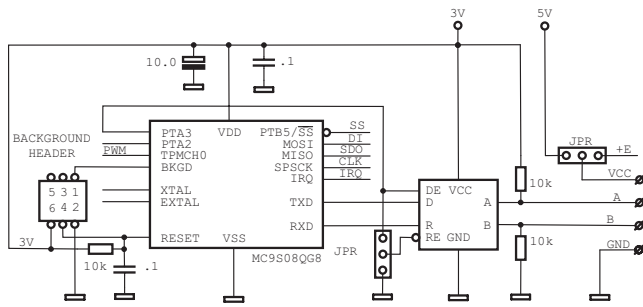 3V 5V
10.0 .1
PTA3 VDD PTB5/SS SS
BACKGROUND HEADER
PTA2 MOSI DI
PWM TPMCH0 MISO SDO
BKGD SPSCK CLK
IRQ IRQ
JPR +E
VCC
5 3 1
6 4 2
XTAL
EXTAL
TXD
RXD
DE VCC
D A
R B
RE GND
10k A
B
10k GND
3V RESET VSS
MC9S08QG8
JPR
10k .1